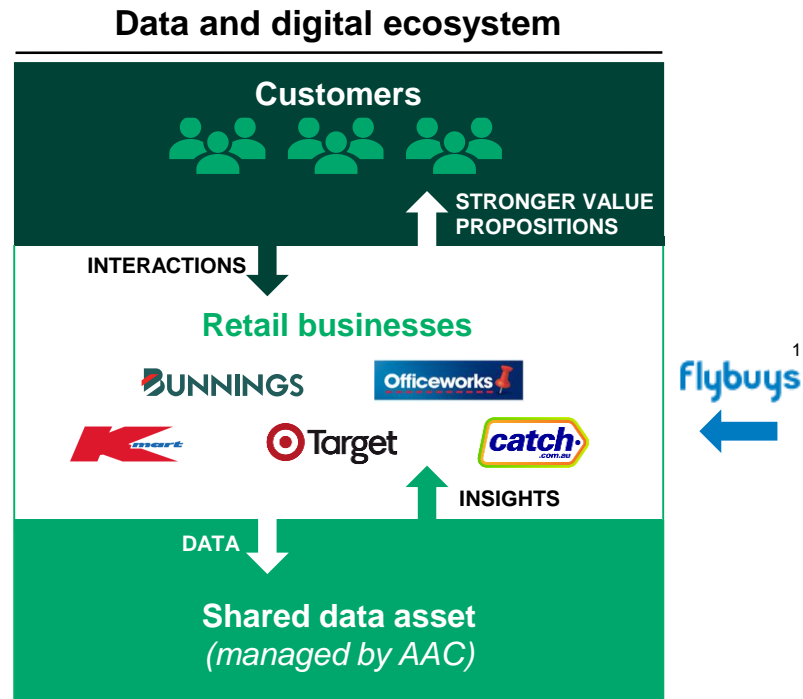 Data and digital ecosystem
Customers
STRONGER VALUE
PROPOSITIONS
INTERACTIONS
Retail businesses
BUNNINGS
Officeworks
Kmart
Target
catch
.com.au
flybuys 1
INSIGHTS
DATA
Shared data asset
(managed by AAC)